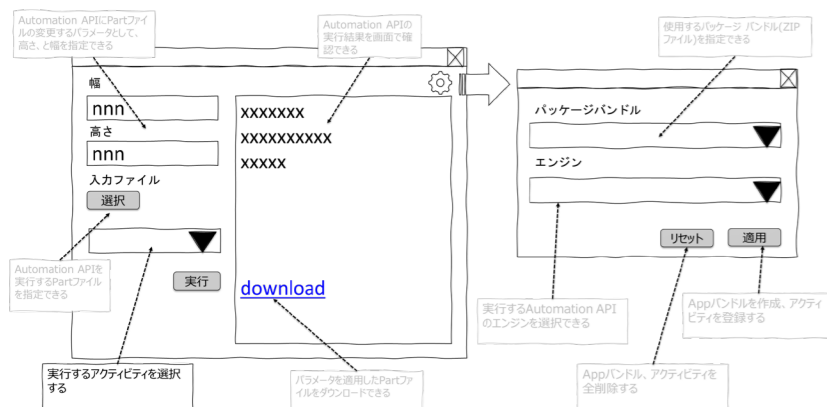 Automation APIにPartファイ
ルの変更するパラメータとして、
高さ、と幅を指定できる
Automation APIの
実行結果を画面で確
認できる
使用するパッケージ バンドル(ZIP
ファイル)を指定できる
幅
nnn
高さ
nnn
入力ファイル
選択
実行
xxxxxxx
xxxxxxxxxx
xxxxx
download
パッケージバンドル
エンジン
リセット
適用
Automation APIを
実行するPartファイル
を指定できる
実行するアクティビティを選択
する
パラメータを適用したPartファ
イルをダウンロードできる
実行するAutomation API
のエンジンを選択できる
Appバンドルを作成、アクティ
ビティを登録する
Appバンドル、アクティビティを
全削除する